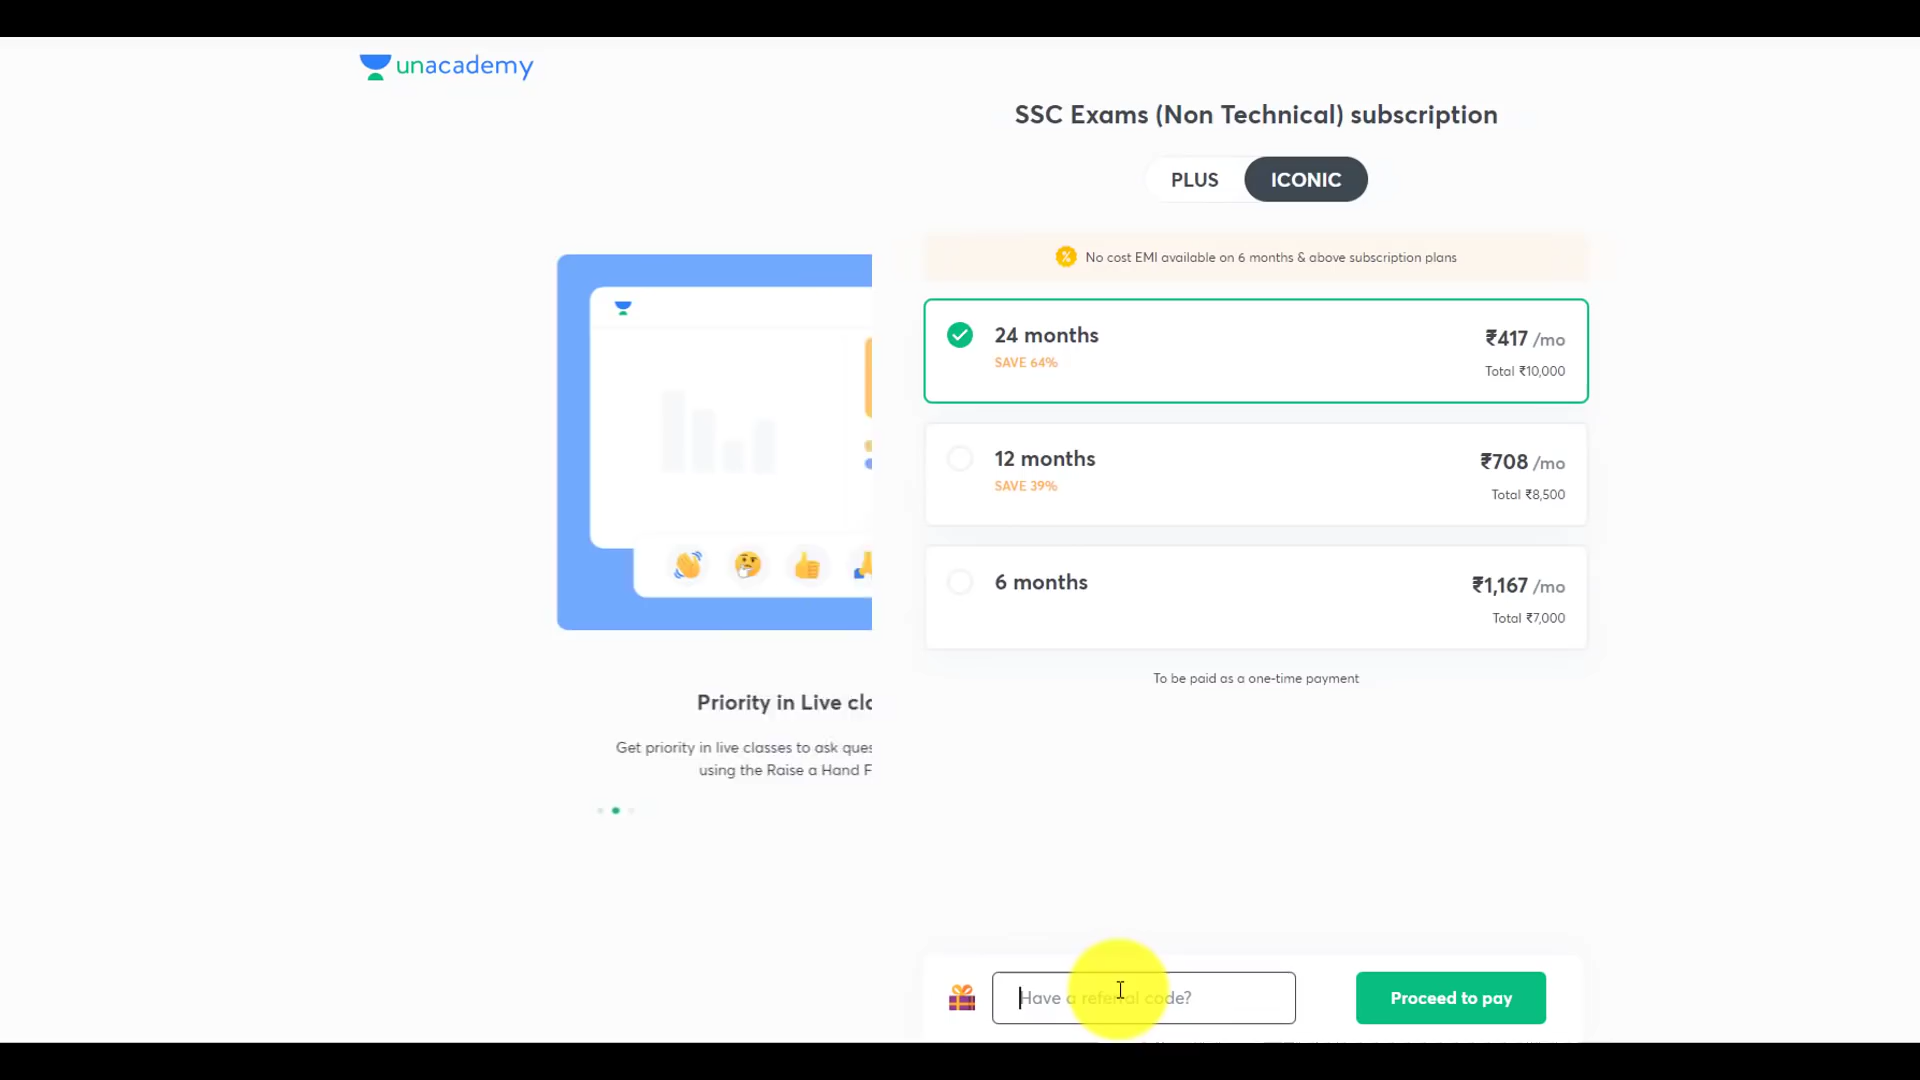 unacademy
SSC Exams (Non Technical) subscription
PLUS
ICONIC
No cost EMI available on 6 months & above subscription plans
24 months
₹417 /mo
SAVE 64%
Total ₹10,000
12 months
₹708 /mo
SAVE 39%
Total ₹8,500
6 months
₹1,167 /mo
Total ₹7,000
To be paid as a one-time payment
Priority in Live
Get priority in live classes to ask
using the Raise a Hand
Have a referral code?
Proceed to pay